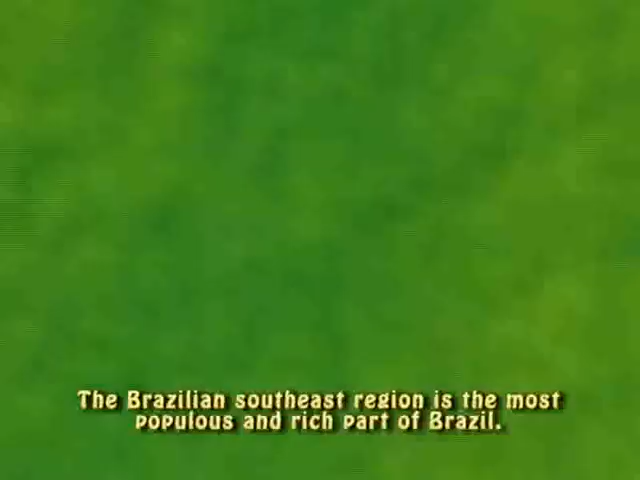 The Brazilian southeast region is the most
populous and rich part of Brazil.